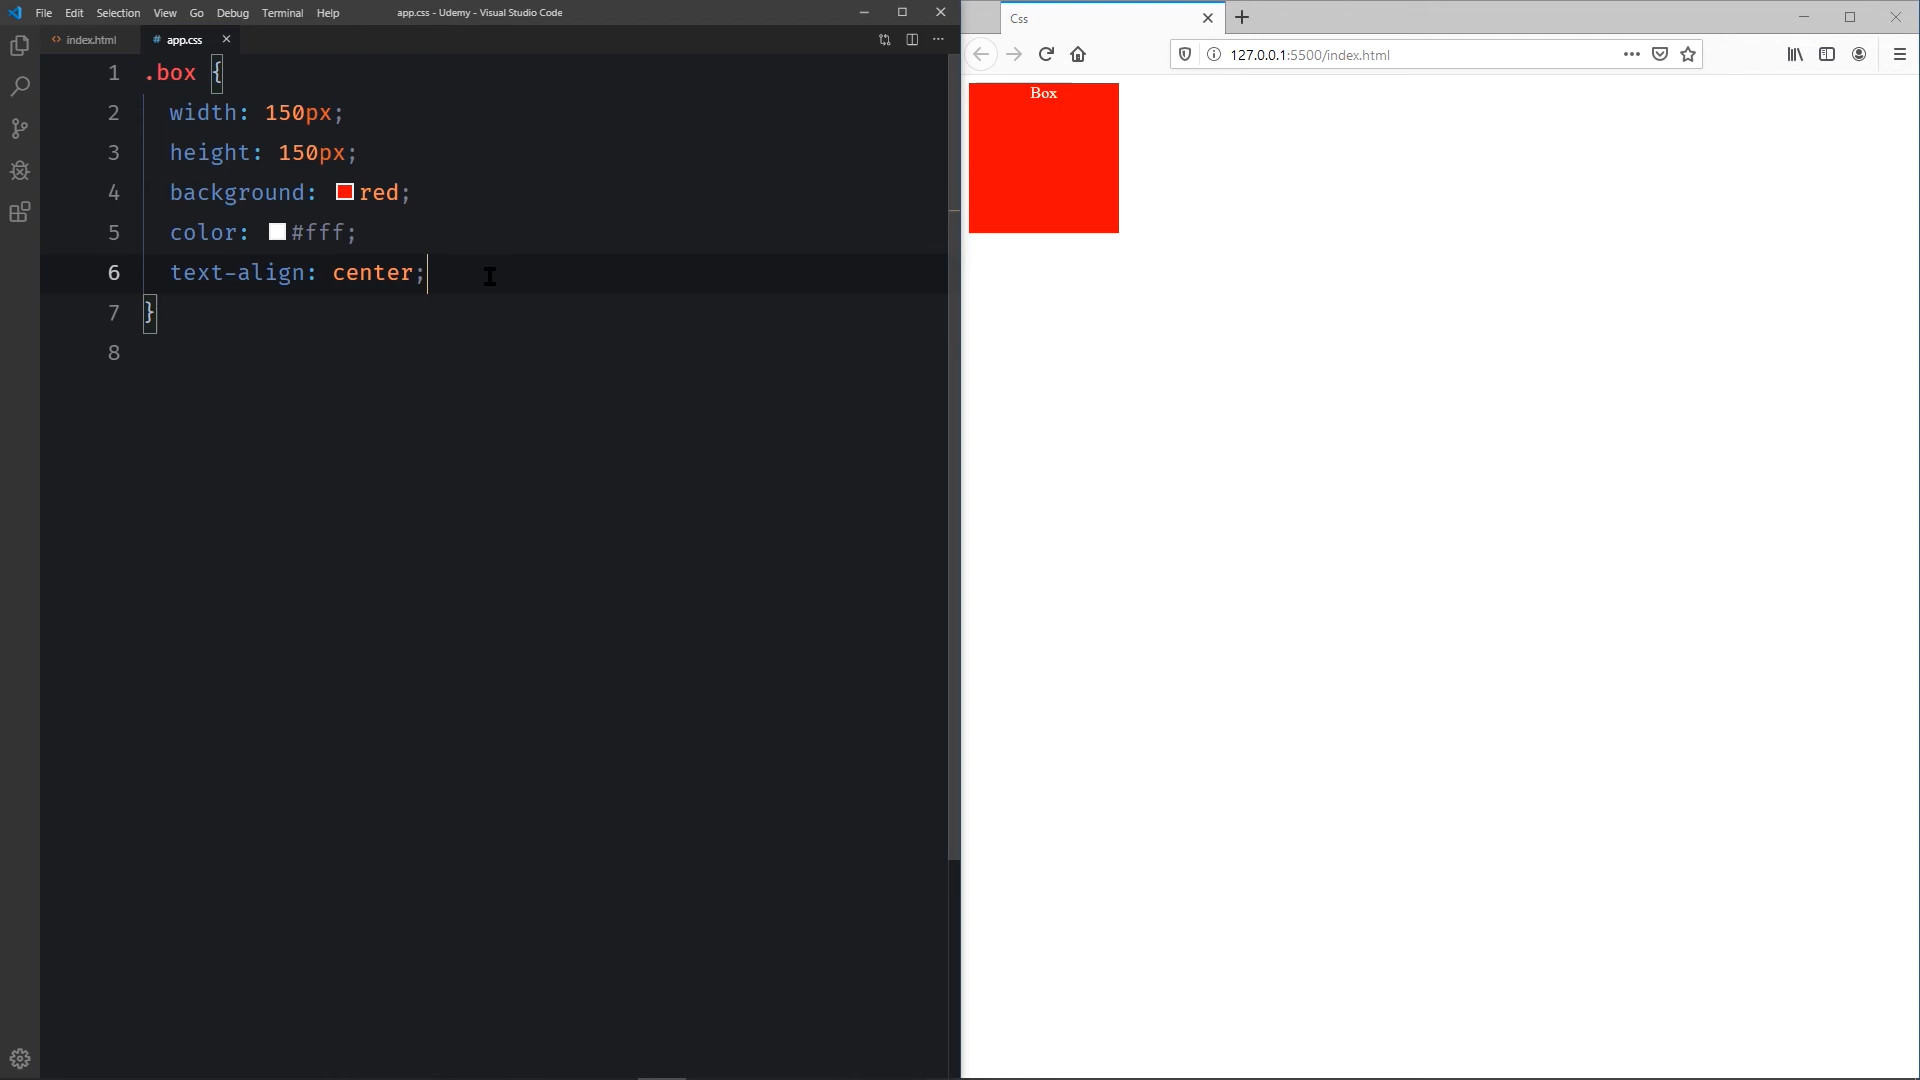 File Edit Selection View Go Debug Terminal Help app.css - Udemy - Visual Studio Code
index.html app.css
1 .box {
2 width: 150px;
3 height: 150px;
4 background: red;
5 color: #fff;
6 text-align: center;
7 }
8
Css
127.0.0.1:5500/index.html
Box